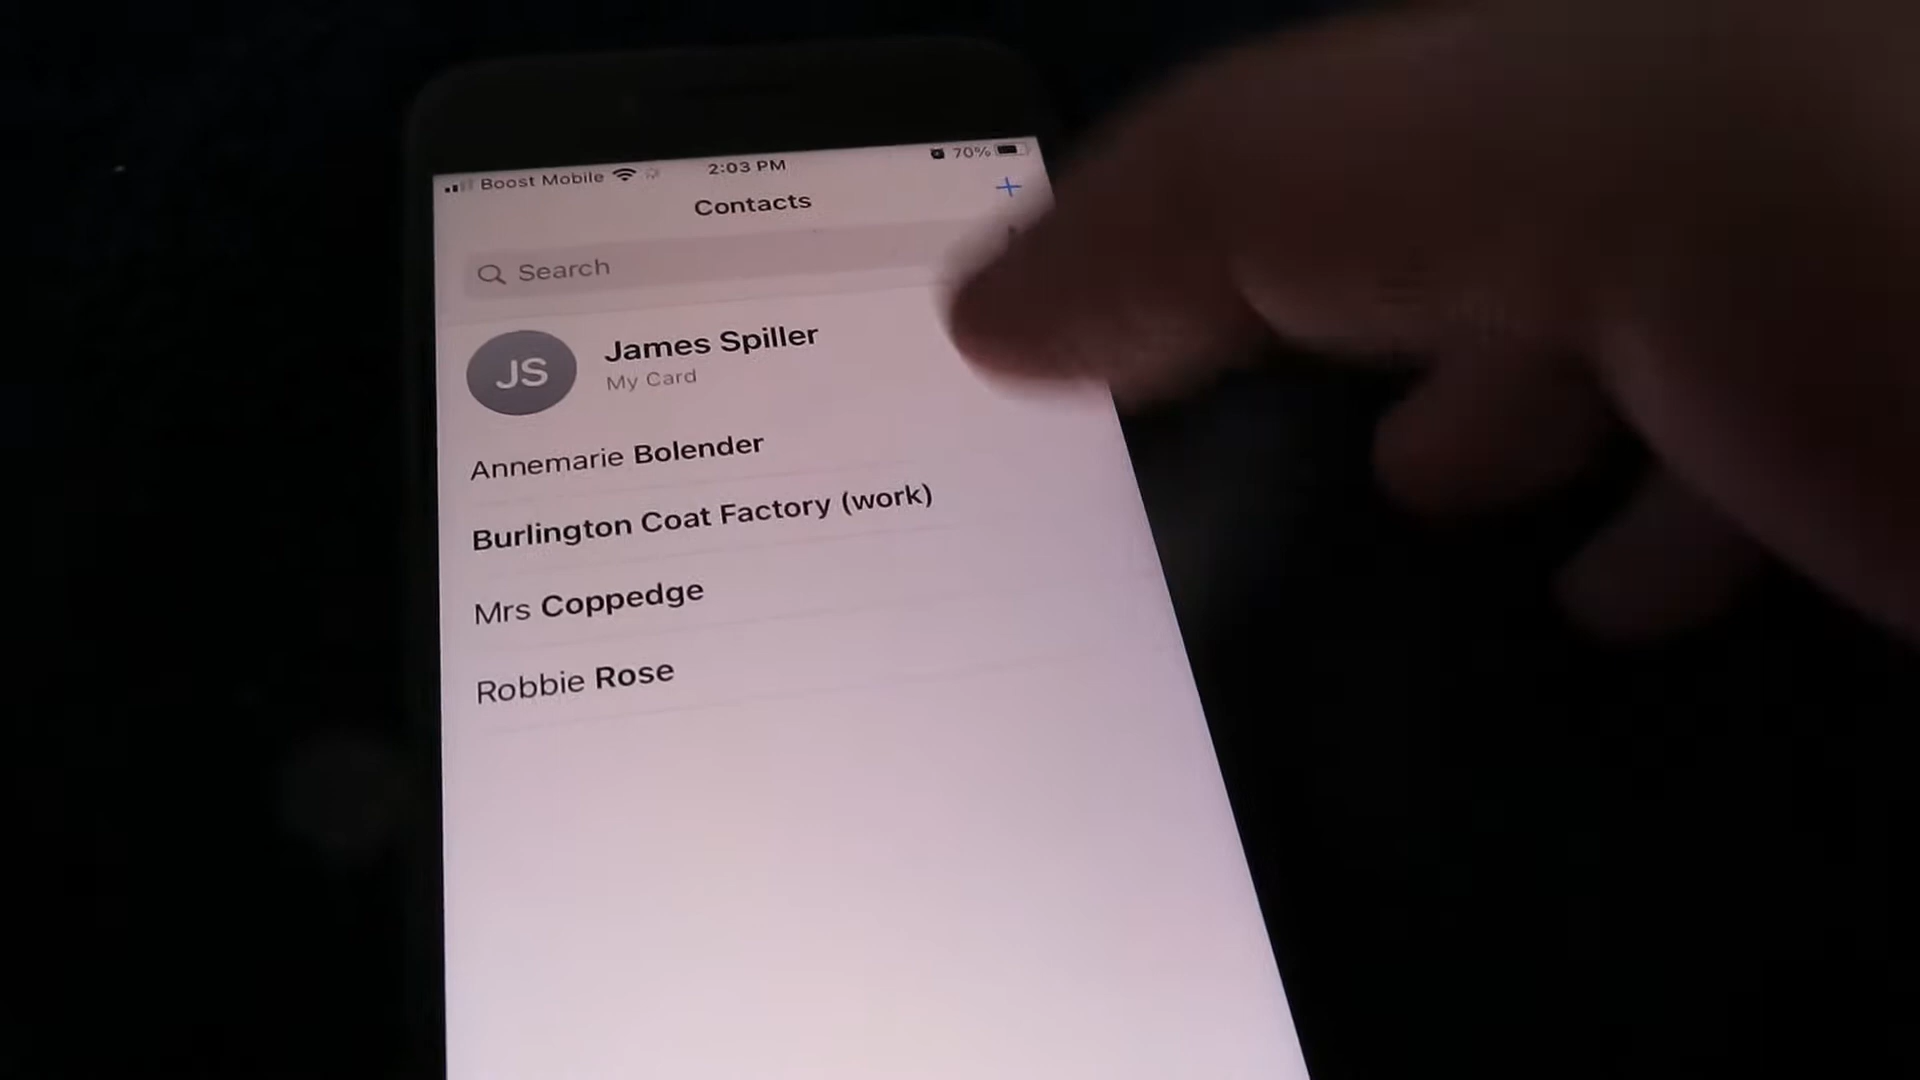 Boost Mobile 2:03 PM 70%
Contacts +
Search
JS
James Spiller
My Card
Annemarie Bolender
Burlington Coat Factory (work)
Mrs Coppedge
Robbie Rose